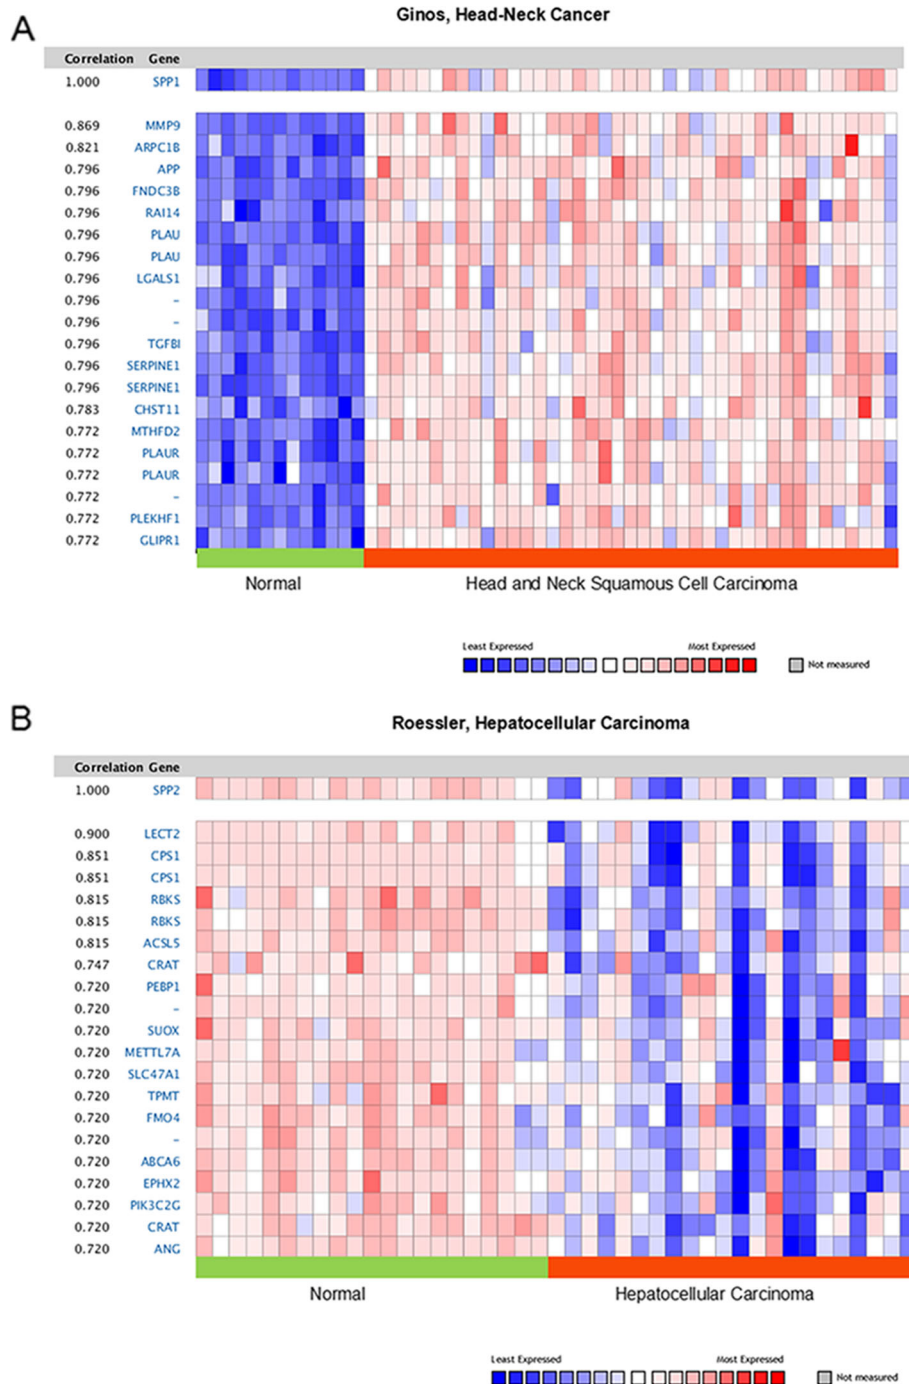 A
Ginos, Head-Neck Cancer
Correlation Gene
1.000 SPP1
0.869 MMP9
0.821 ARPC1B
0.796 APP
0.796 FNDC3B
0.796 RAI14
0.796 PLAU
0.796 PLAU
0.796 LGALS1
0.796 -
0.796 -
0.796 TGFBI
0.796 SERPINE1
0.796 SERPINE1
0.783 CHST11
0.772 MTHFD2
0.772 PLAUR
0.772 PLAUR
0.772 -
0.772 PLEKHF1
0.772 GLIPR1
Normal Head and Neck Squamous Cell Carcinoma
Least Expressed Most Expressed
Not measured
B
Roessler, Hepatocellular Carcinoma
Correlation Gene
1.000 SPP2
0.900 LECT2
0.851 CPS1
0.851 CPS1
0.815 RBKS
0.815 RBKS
0.815 ACSL5
0.747 CRAT
0.720 PEBP1
0.720 -
0.720 SUOX
0.720 METTL7A
0.720 SLC47A1
0.720 TPMT
0.720 FMO4
0.720 -
0.720 ABCA6
0.720 EPHX2
0.720 PIK3C2G
0.720 CRAT
0.720 ANG
Normal Hepatocellular Carcinoma
Least Expressed Most Expressed
Not measured